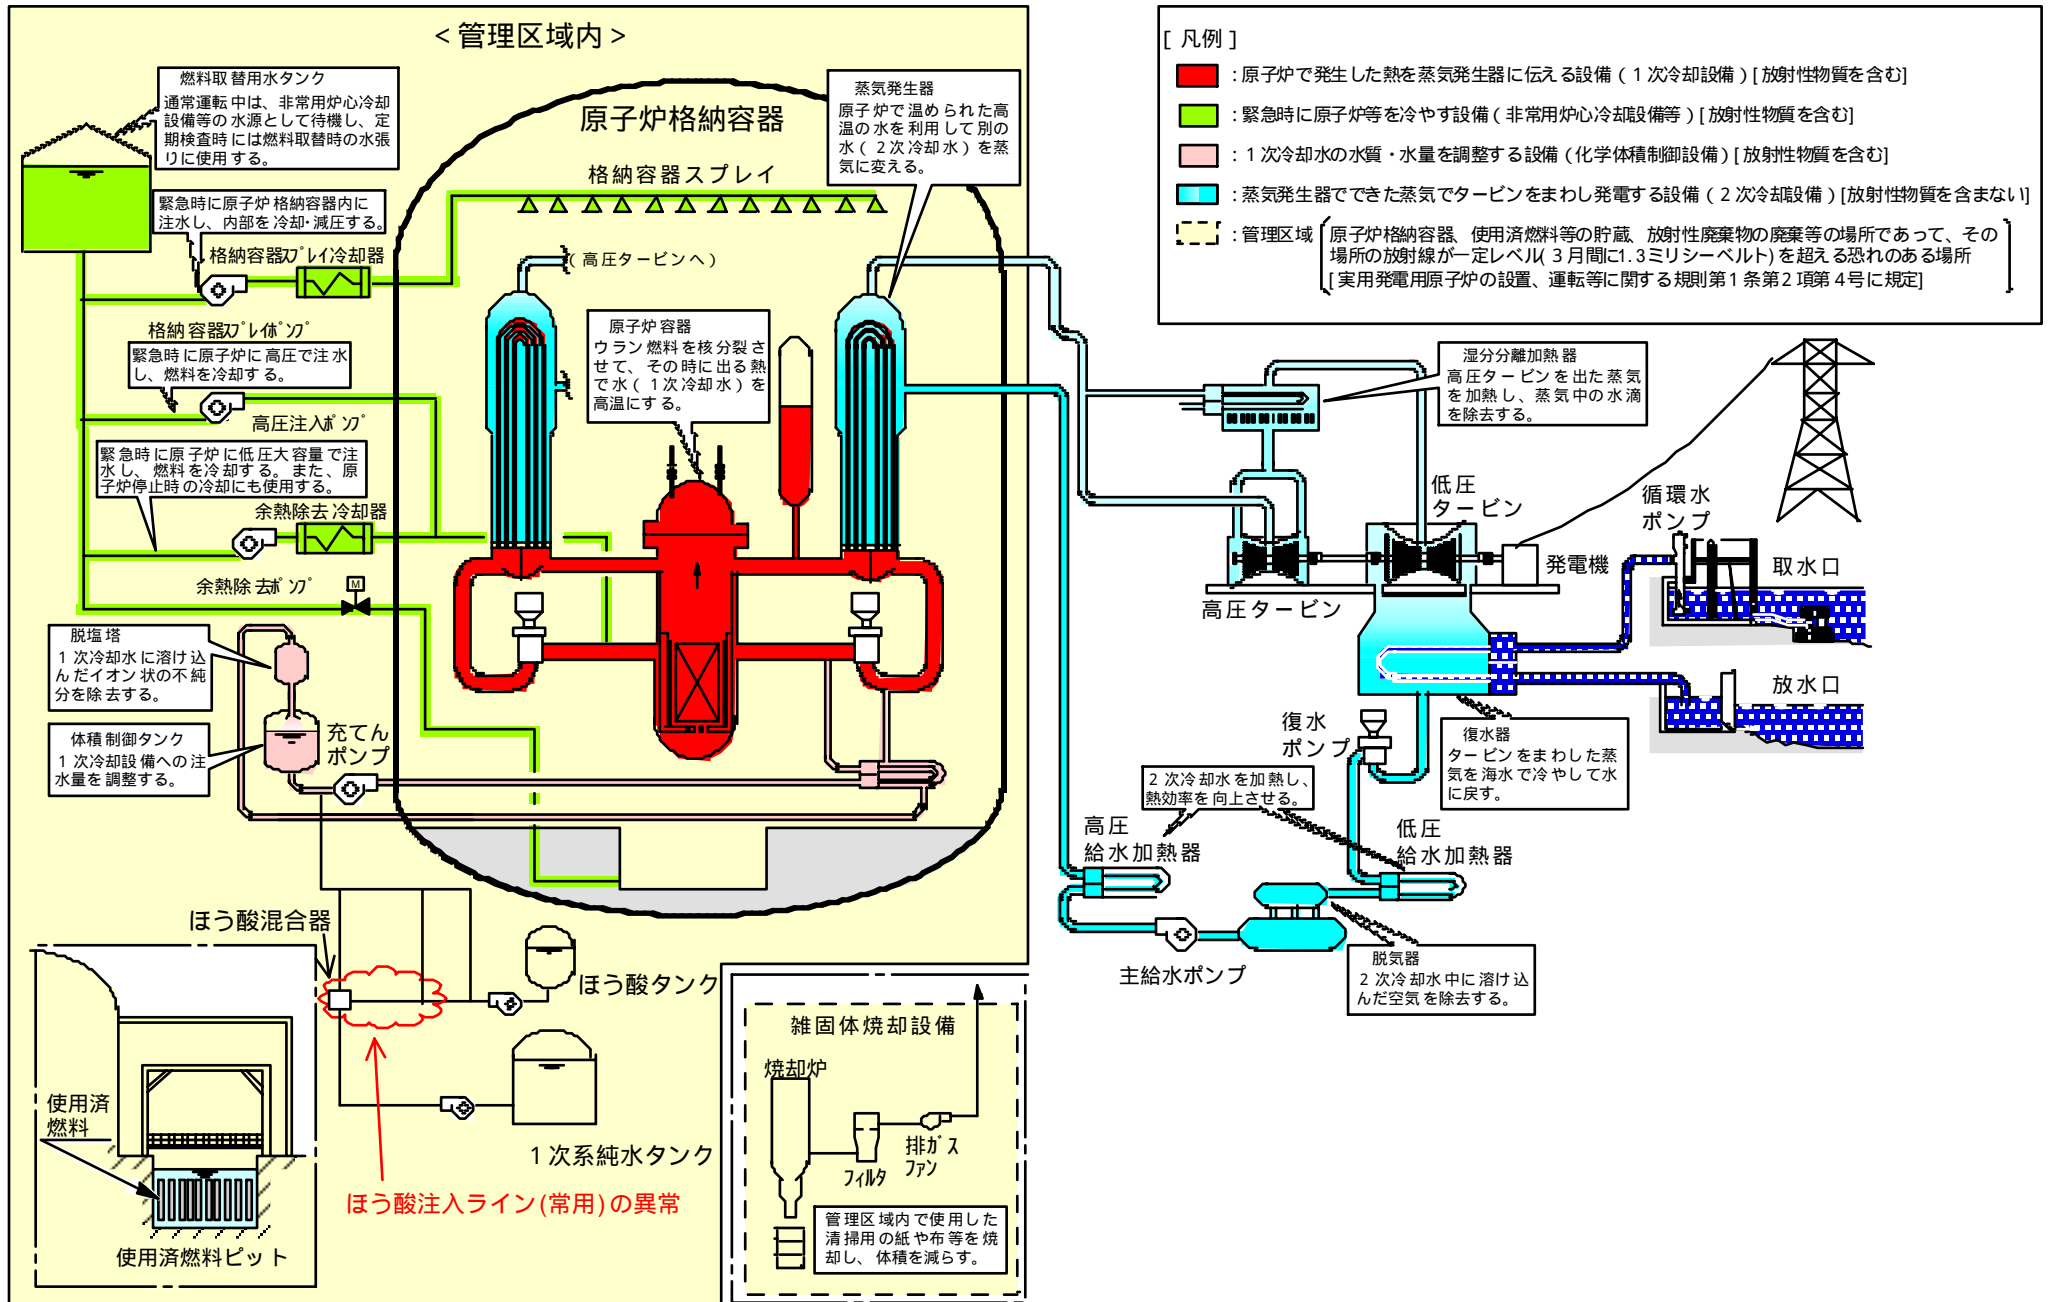 ＜管理区域内＞
燃料取替用水タンク
通常運転中は、非常用炉心冷却
設備等の水源として待機し、定
期検査時には燃料取替時の水張
りに使用する。
緊急時に原子炉格納容器内に
注水し、内部を冷却・減圧する。
格納容器ｽﾌﾟﾚｲ冷却器
格納容器ｽﾌﾟﾚｲﾎﾟﾝﾌﾟ
緊急時に原子炉に高圧で注水
し、燃料を冷却する。
高圧注入ﾎﾟﾝﾌﾟ
緊急時に原子炉に低圧大容量で注
水し、燃料を冷却する。また、原
子炉停止時の冷却にも使用する。
余熱除去冷却器
余熱除去ﾎﾟﾝﾌﾟ
M
脱塩塔
１次冷却水に溶け込
んだイオン状の不純
分を除去する。
体積制御タンク
１次冷却設備への注
水量を調整する。
充てん
ポンプ
原子炉格納容器
格納容器スプレイ
蒸気発生器
原子炉で温められた高
温の水を利用して別の
水（２次冷却水）を蒸
気に変える。
（高圧タービンへ）
原子炉容器
ウラン燃料を核分裂さ
せて、その時に出る熱
で水（１次冷却水）を
高温にする。
[ 凡例 ]
：原子炉で発生した熱を蒸気発生器に伝える設備（１次冷却設備）[放射性物質を含む]
：緊急時に原子炉等を冷やす設備（非常用炉心冷却設備等）[放射性物質を含む]
：１次冷却水の水質・水量を調整する設備（化学体積制御設備）[放射性物質を含む]
：蒸気発生器でできた蒸気でタービンをまわし発電する設備（２次冷却設備）[放射性物質を含まない]
：管理区域
原子炉格納容器、使用済燃料等の貯蔵、放射性廃棄物の廃棄等の場所であって、その
場所の放射線が一定レベル(３月間に1.3ミリシーベルト)を超える恐れのある場所
[実用発電用原子炉の設置、運転等に関する規則第１条第２項第４号に規定]
湿分分離加熱器
高圧タービンを出た蒸気
を加熱し、蒸気中の水滴
を除去する。
低圧
タービン
高圧タービン
発電機
循環水
ポンプ
取水口
放水口
復水
ポンプ
復水器
タービンをまわした蒸
気を海水で冷やして水
に戻す。
２次冷却水を加熱し、
熱効率を向上させる。
高圧
給水加熱器
低圧
給水加熱器
主給水ポンプ
脱気器
２次冷却水中に溶け込
んだ空気を除去する。
ほう酸混合器
ほう酸タンク
１次系純水タンク
ほう酸注入ライン(常用)の異常
使用済
燃料
使用済燃料ピット
雑固体焼却設備
焼却炉
ﾌｨﾙﾀ
排ｶﾞｽ
ﾌｧﾝ
管理区域内で使用した
清掃用の紙や布等を焼
却し、体積を減らす。